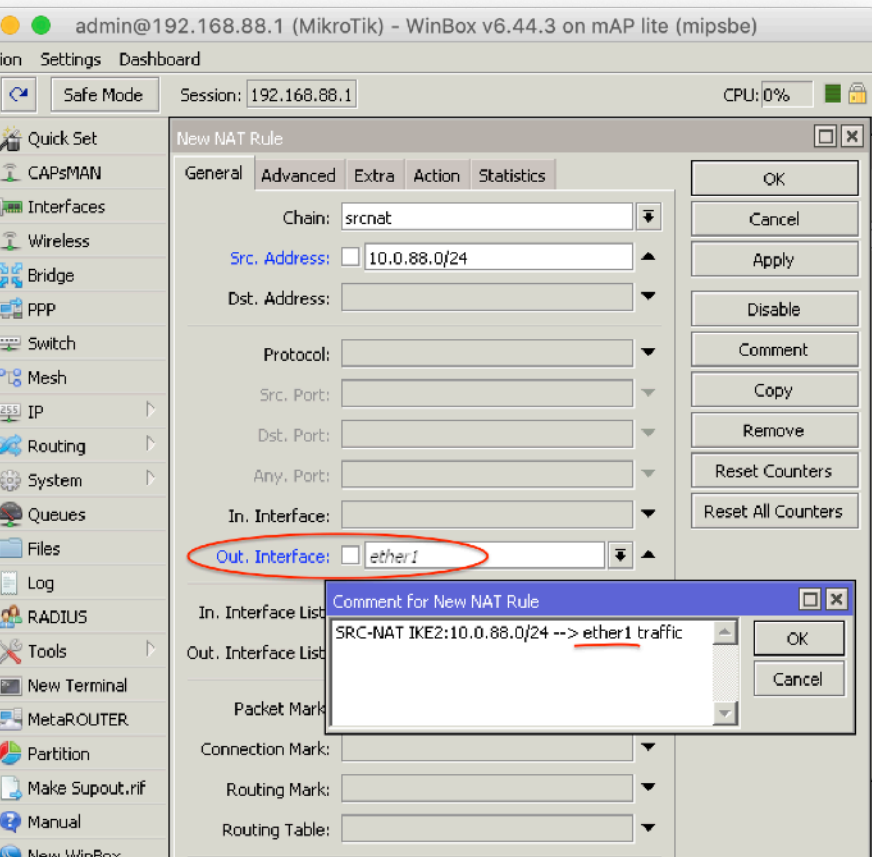 admin@192.168.88.1 (MikroTik) - WinBox v6.44.3 on mAP lite (mipsbe)
ion Settings Dashboard
Safe Mode Session: 192.168.88.1 CPU: 0%
Quick Set
CAPsMAN
Interfaces
Wireless
Bridge
PPP
Switch
Mesh
255 IP
Routing
System
Queues
Files
Log
RADIUS
Tools
New Terminal
MetaROUTER
Partition
Make Supout.rif
Manual
New WinBox
New NAT Rule
General Advanced Extra Action Statistics
Chain: srcnat
Src. Address: 10.0.88.0/24
Dst. Address:
Protocol:
Src. Port:
Dst. Port:
Any. Port:
In. Interface:
Out. Interface: ether1
In. Interface List
Out. Interface List
Packet Mark
Connection Mark:
Routing Mark:
Routing Table:
OK
Cancel
Apply
Disable
Comment
Copy
Remove
Reset Counters
Reset All Counters
Comment for New NAT Rule
SRC-NAT IKE2:10.0.88.0/24 --> ether1 traffic
OK
Cancel